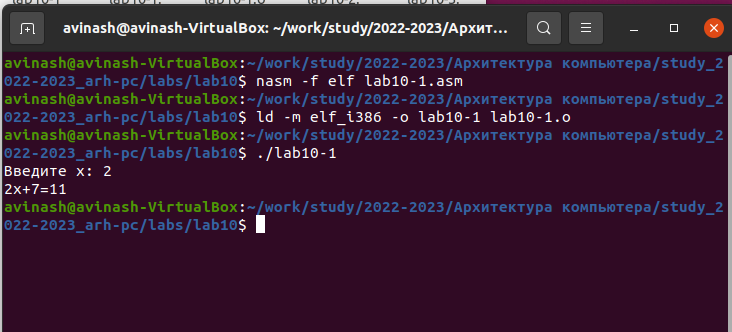 avinash@avinash-VirtualBox: ~/work/study/2022-2023/Архит...
avinash@avinash-VirtualBox:~/work/study/2022-2023/Архитектура компьютера/study_2
022-2023_arh-pc/labs/lab10$ nasm -f elf lab10-1.asm
avinash@avinash-VirtualBox:~/work/study/2022-2023/Архитектура компьютера/study_2
022-2023_arh-pc/labs/lab10$ ld -m elf_i386 -o lab10-1 lab10-1.o
avinash@avinash-VirtualBox:~/work/study/2022-2023/Архитектура компьютера/study_2
022-2023_arh-pc/labs/lab10$ ./lab10-1
Введите x: 2
2x+7=11
avinash@avinash-VirtualBox:~/work/study/2022-2023/Архитектура компьютера/study_2
022-2023_arh-pc/labs/lab10$